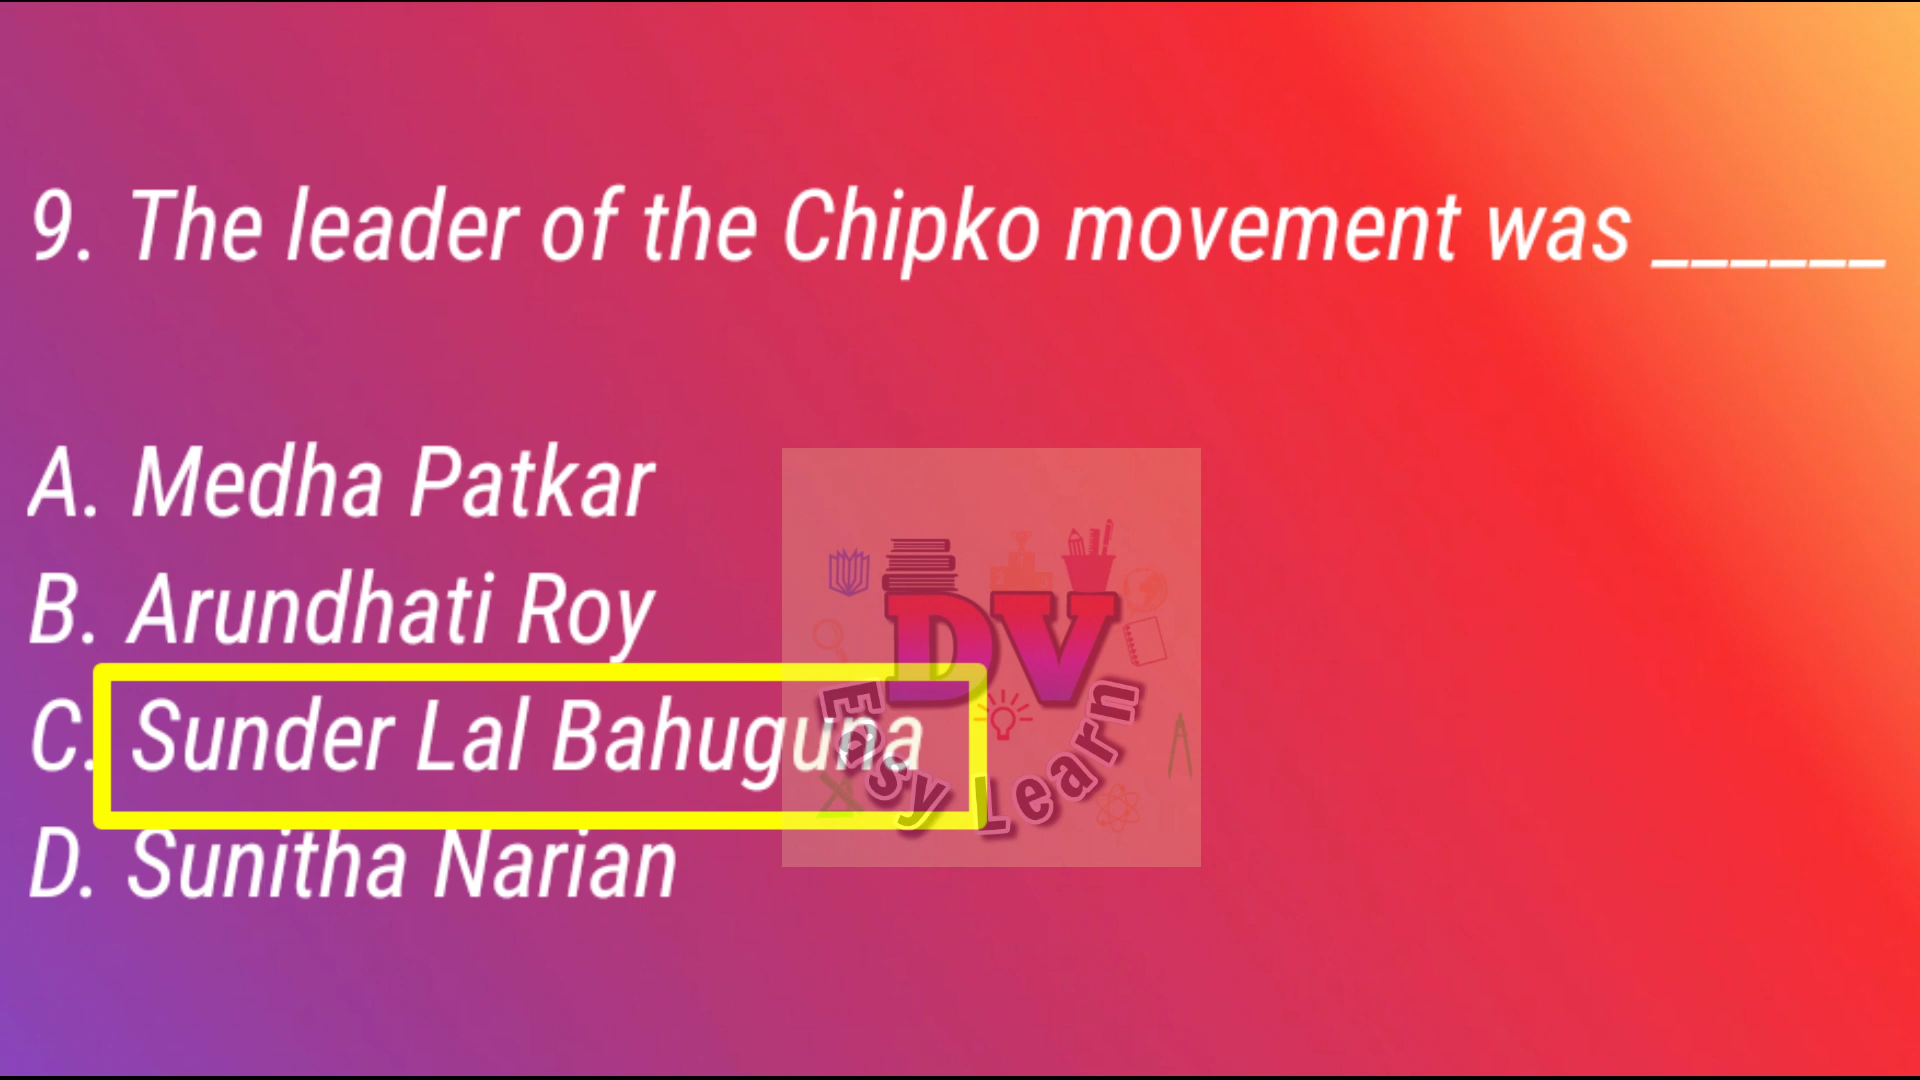 9. The leader of the Chipko movement was ______
A. Medha Patkar
B. Arundhati Roy
C. Sunder Lal Bahuguna
D. Sunitha Narian
DV
Easy Learn